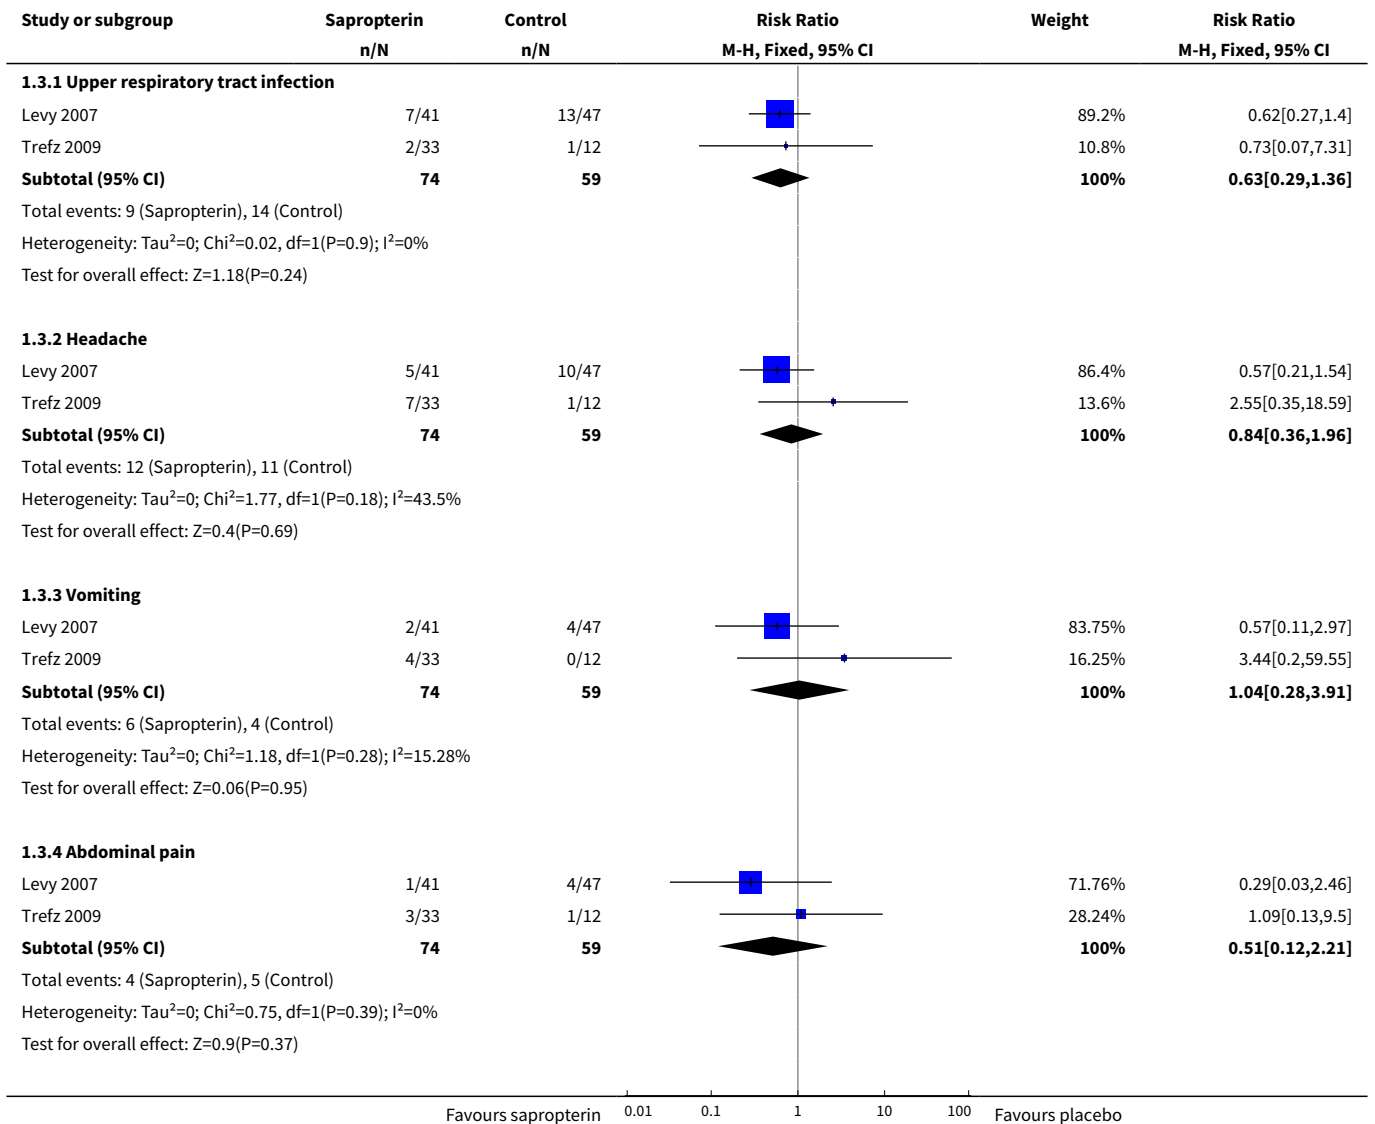 Study or subgroup Sapropterin Control Risk Ratio Weight Risk Ratio
n/N n/N M-H, Fixed, 95% CI M-H, Fixed, 95% CI
1.3.1 Upper respiratory tract infection
Levy 2007 7/41 13/47 89.2% 0.62[0.27,1.4]
Trefz 2009 2/33 1/12 10.8% 0.73[0.07,7.31]
Subtotal (95% CI) 74 59 100% 0.63[0.29,1.36]
Total events: 9 (Sapropterin), 14 (Control)
Heterogeneity: Tau²=0; Chi²=0.02, df=1(P=0.9); I²=0%
Test for overall effect: Z=1.18(P=0.24)
1.3.2 Headache
Levy 2007 5/41 10/47 86.4% 0.57[0.21,1.54]
Trefz 2009 7/33 1/12 13.6% 2.55[0.35,18.59]
Subtotal (95% CI) 74 59 100% 0.84[0.36,1.96]
Total events: 12 (Sapropterin), 11 (Control)
Heterogeneity: Tau²=0; Chi²=1.77, df=1(P=0.18); I²=43.5%
Test for overall effect: Z=0.4(P=0.69)
1.3.3 Vomiting
Levy 2007 2/41 4/47 83.75% 0.57[0.11,2.97]
Trefz 2009 4/33 0/12 16.25% 3.44[0.2,59.55]
Subtotal (95% CI) 74 59 100% 1.04[0.28,3.91]
Total events: 6 (Sapropterin), 4 (Control)
Heterogeneity: Tau²=0; Chi²=1.18, df=1(P=0.28); I²=15.28%
Test for overall effect: Z=0.06(P=0.95)
1.3.4 Abdominal pain
Levy 2007 1/41 4/47 71.76% 0.29[0.03,2.46]
Trefz 2009 3/33 1/12 28.24% 1.09[0.13,9.5]
Subtotal (95% CI) 74 59 100% 0.51[0.12,2.21]
Total events: 4 (Sapropterin), 5 (Control)
Heterogeneity: Tau²=0; Chi²=0.75, df=1(P=0.39); I²=0%
Test for overall effect: Z=0.9(P=0.37)
Favours sapropterin 0.01 0.1 1 10 100 Favours placebo